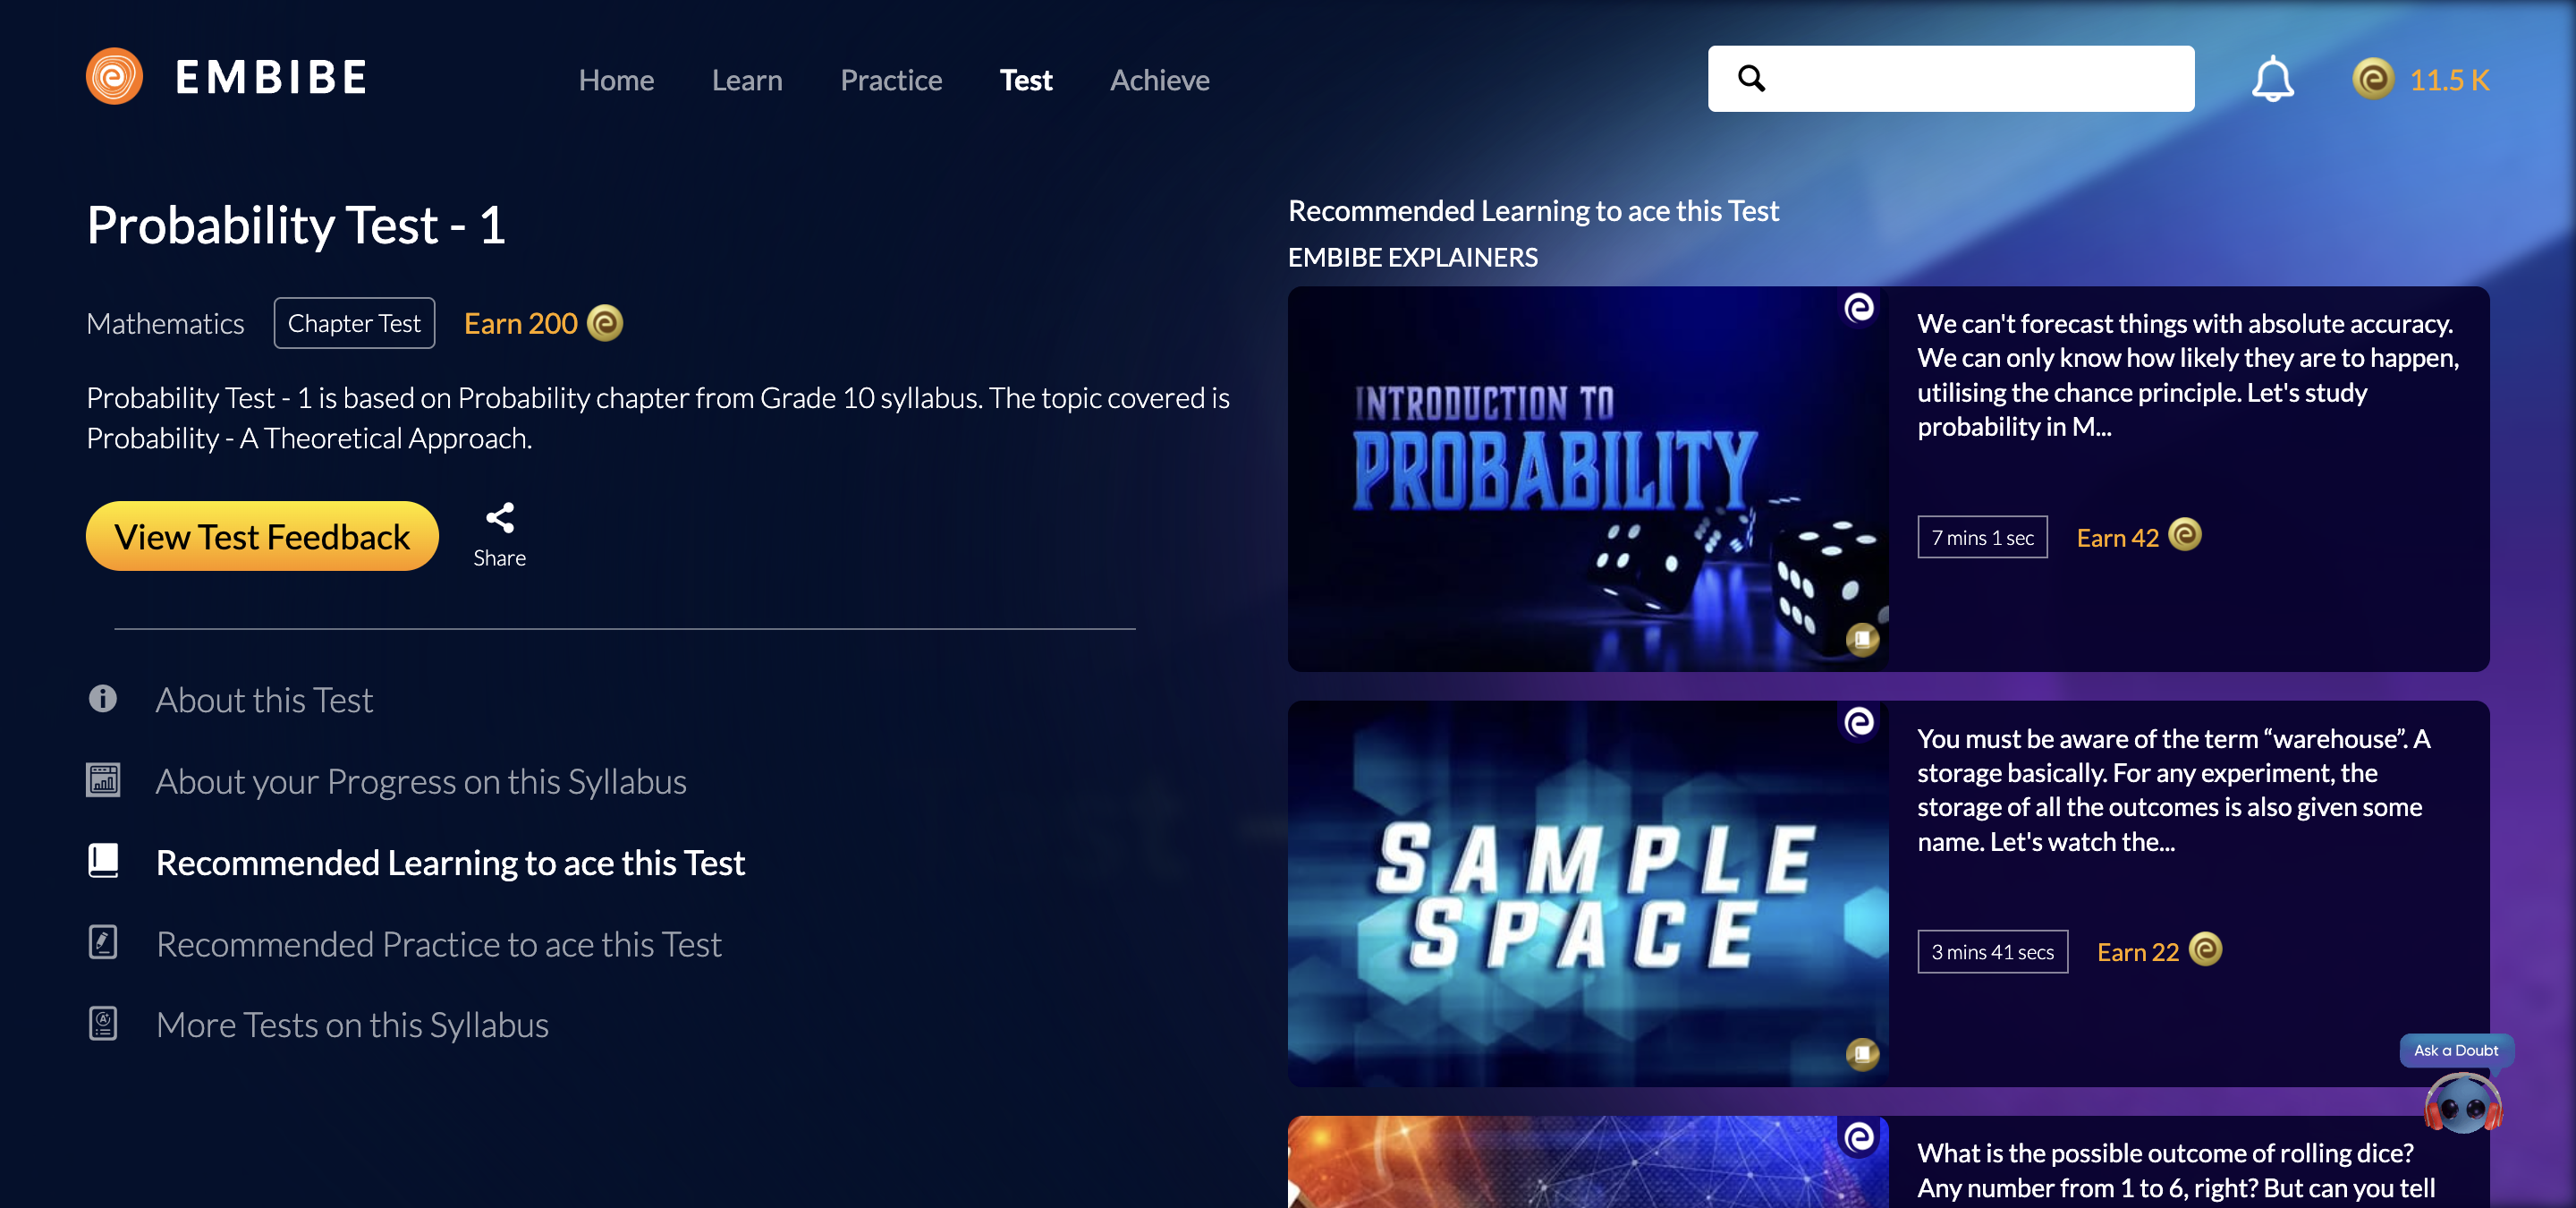 EMBIBE
Home
Learn
Practice
Test
Achieve
11.5 K
Probability Test - 1
Mathematics
Chapter Test
Earn 200
Probability Test - 1 is based on Probability chapter from Grade 10 syllabus. The topic covered is
Probability - A Theoretical Approach.
View Test Feedback
Share
About this Test
About your Progress on this Syllabus
Recommended Learning to ace this Test
Recommended Practice to ace this Test
More Tests on this Syllabus
Recommended Learning to ace this Test
EMBIBE EXPLAINERS
INTRODUCTION TO
PROBABILITY
We can't forecast things with absolute accuracy.
We can only know how likely they are to happen,
utilising the chance principle. Let's study
probability in M...
7 mins 1 sec
Earn 42
SAMPLE
SPACE
You must be aware of the term “warehouse”. A
storage basically. For any experiment, the
storage of all the outcomes is also given some
name. Let's watch the...
3 mins 41 secs
Earn 22
Ask a Doubt
What is the possible outcome of rolling dice?
Any number from 1 to 6, right? But can you tell